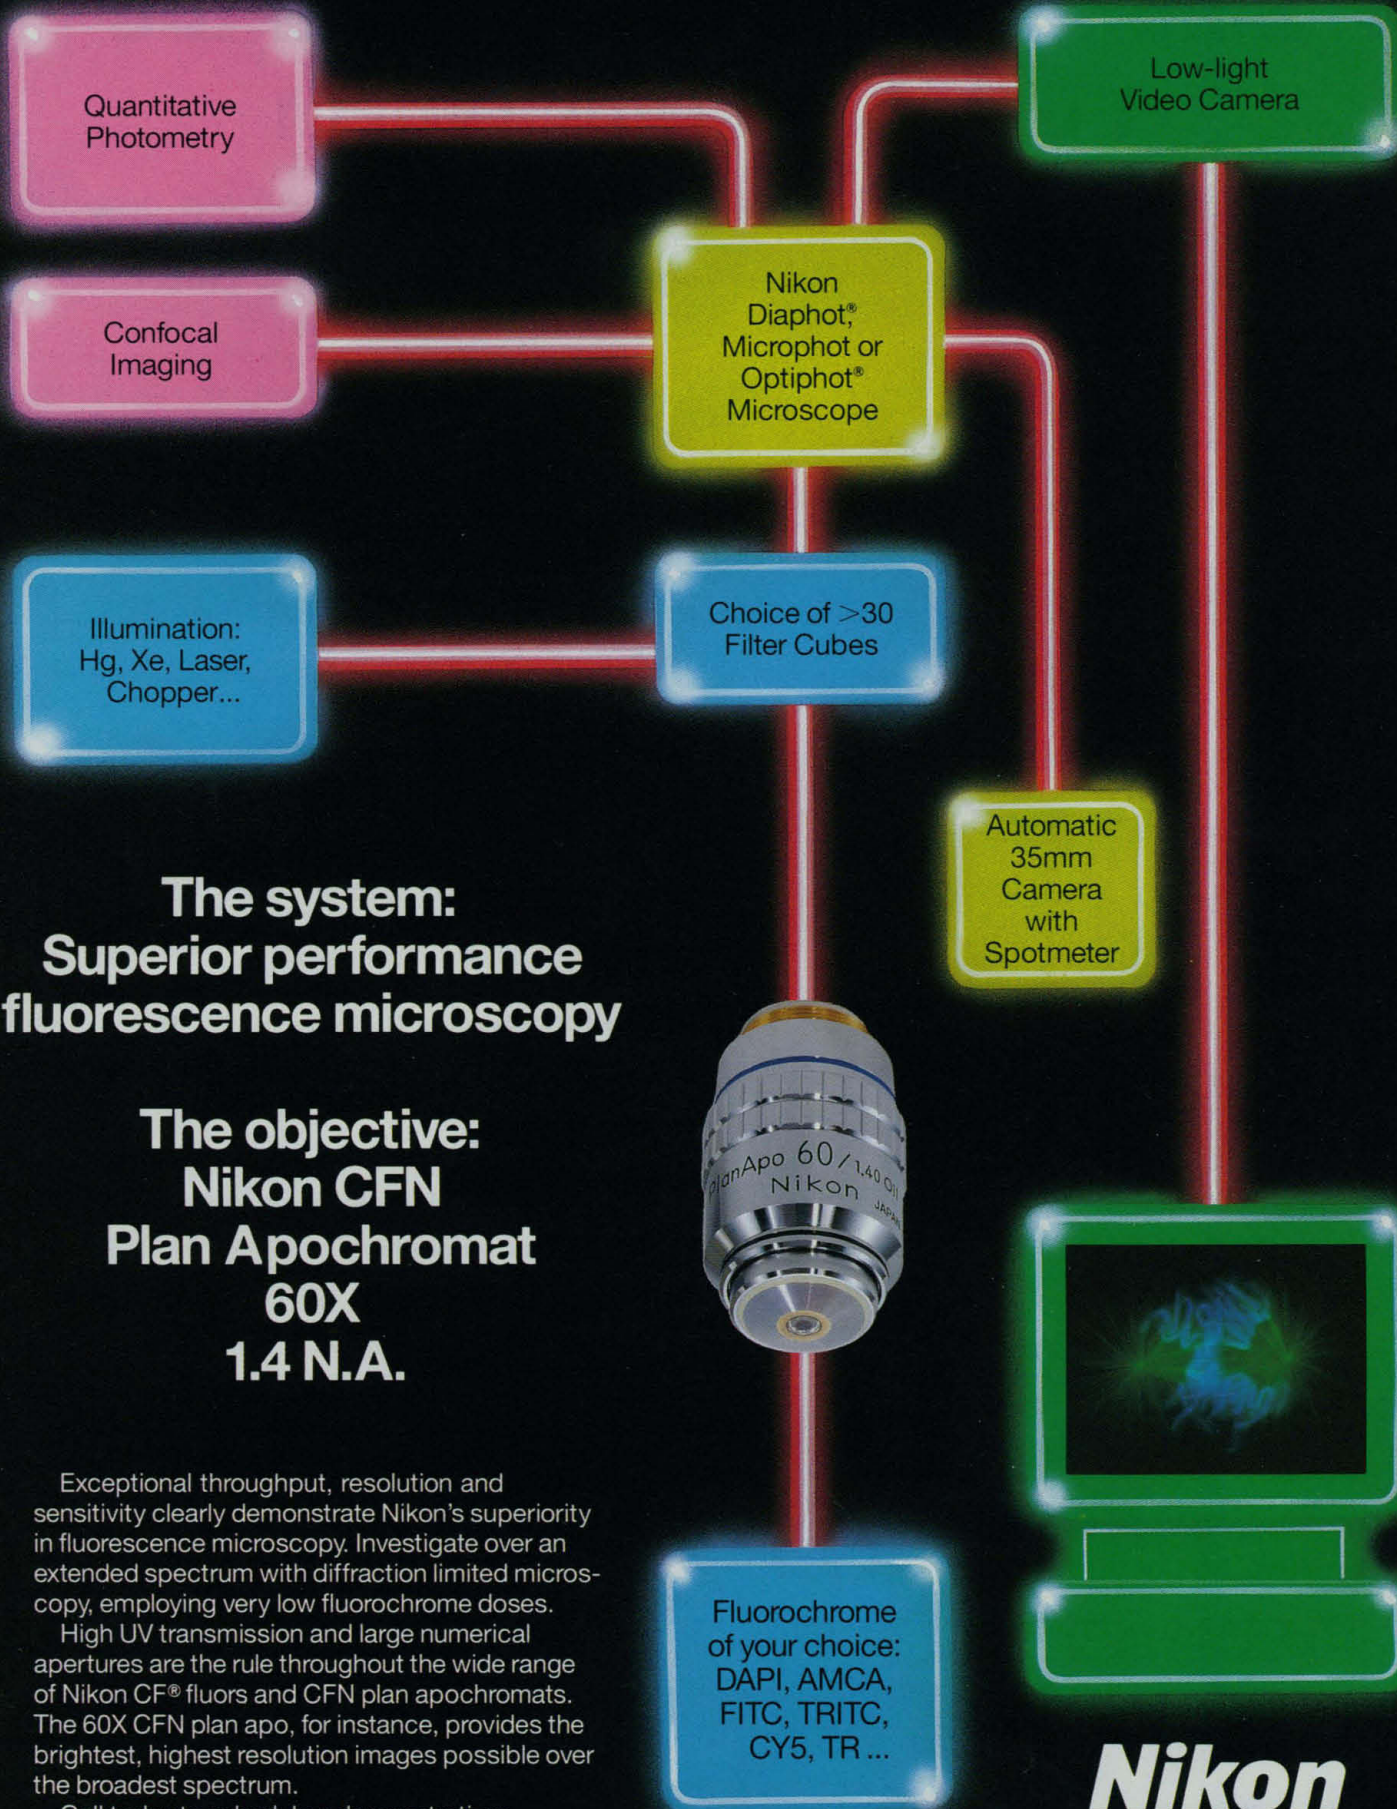 Quantitative
Photometry
Low-light
Video Camera
Nikon
Diaphot,®
Microphot or
Optiphot®
Microscope
Confocal
Imaging
Illumination:
Hg, Xe, Laser,
Chopper...
Choice of >30
Filter Cubes
Automatic
35mm
Camera
with
Spotmeter
The system:
Superior performance
fluorescence microscopy
The objective:
Nikon CFN
Plan Apochromat
60X
1.4 N.A.
PlanApo 60/1.40 Oil
Nikon JAPAN
Exceptional throughput, resolution and
sensitivity clearly demonstrate Nikon's superiority
in fluorescence microscopy. Investigate over an
extended spectrum with diffraction limited micros-
copy, employing very low fluorochrome doses.
High UV transmission and large numerical
apertures are the rule throughout the wide range
of Nikon CF® fluors and CFN plan apochromats.
The 60X CFN plan apo, for instance, provides the
brightest, highest resolution images possible over
the broadest spectrum.
Fluorochrome
of your choice:
DAPI, AMCA,
FITC, TRITC,
CY5, TR ...
Nikon